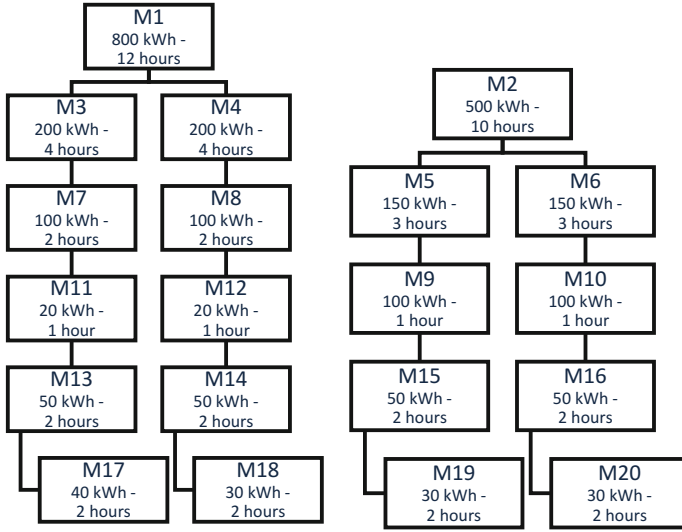 M1
800 kWh -
12 hours
M3
200 kWh -
4 hours
M4
200 kWh -
4 hours
M7
100 kWh -
2 hours
M8
100 kWh -
2 hours
M11
20 kWh -
1 hour
M12
20 kWh -
1 hour
M13
50 kWh -
2 hours
M14
50 kWh -
2 hours
M17
40 kWh -
2 hours
M18
30 kWh -
2 hours
M2
500 kWh -
10 hours
M5
150 kWh -
3 hours
M6
150 kWh -
3 hours
M9
100 kWh -
1 hour
M10
100 kWh -
1 hour
M15
50 kWh -
2 hours
M16
50 kWh -
2 hours
M19
30 kWh -
2 hours
M20
30 kWh -
2 hours